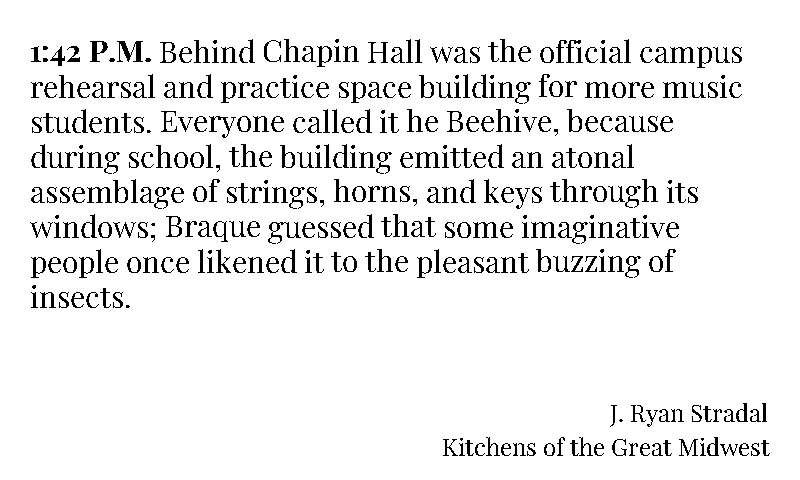 1:42 P.M. Behind Chapin Hall was the official campus
rehearsal and practice space building for more music
students. Everyone called it he Beehive, because
during school, the building emitted an atonal
assemblage of strings, horns, and keys through its
windows; Braque guessed that some imaginative
people once likened it to the pleasant buzzing of
insects.
J. Ryan Stradal
Kitchens of the Great Midwest